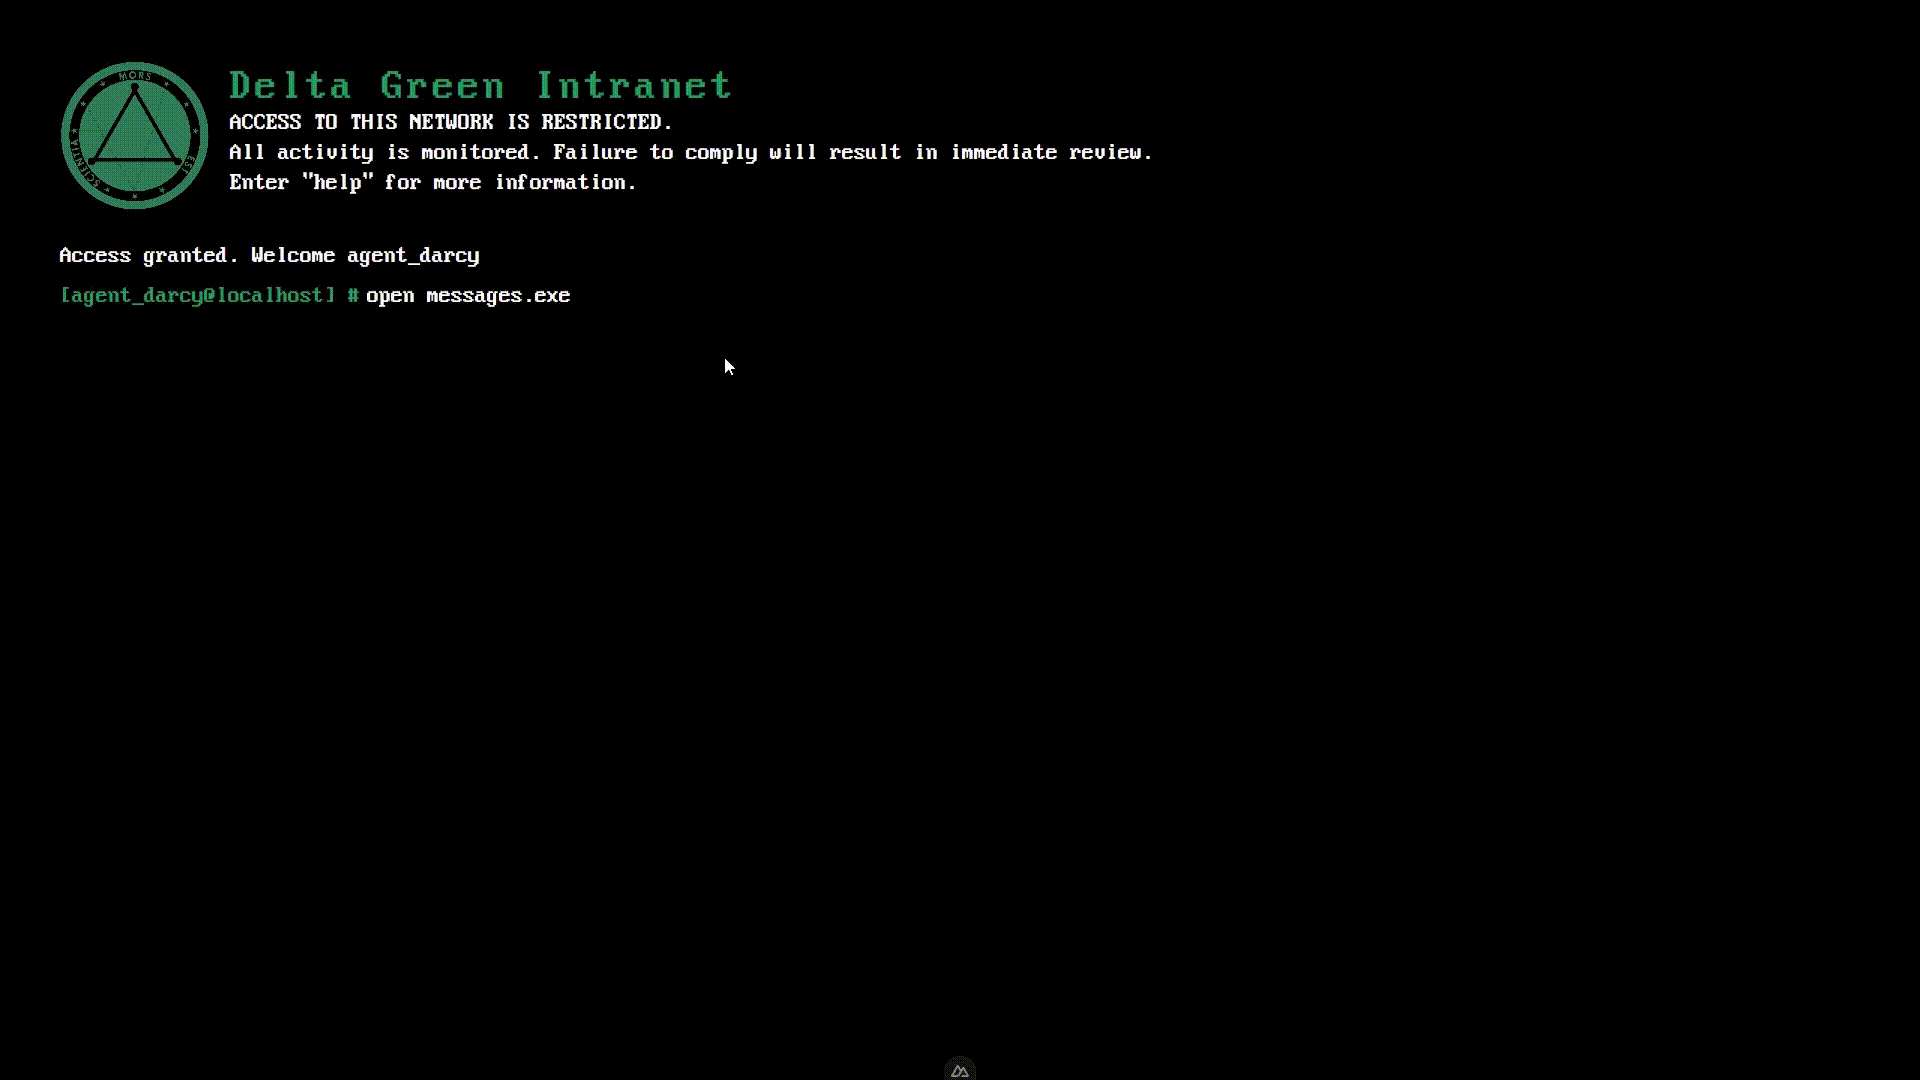 MORS
EST
SCIENTIA
Delta Green Intranet
ACCESS TO THIS NETWORK IS RESTRICTED.
All activity is monitored. Failure to comply will result in immediate review.
Enter "help" for more information.
Access granted. Welcome agent_darcy
[agent_darcy@localhost] # open messages.exe